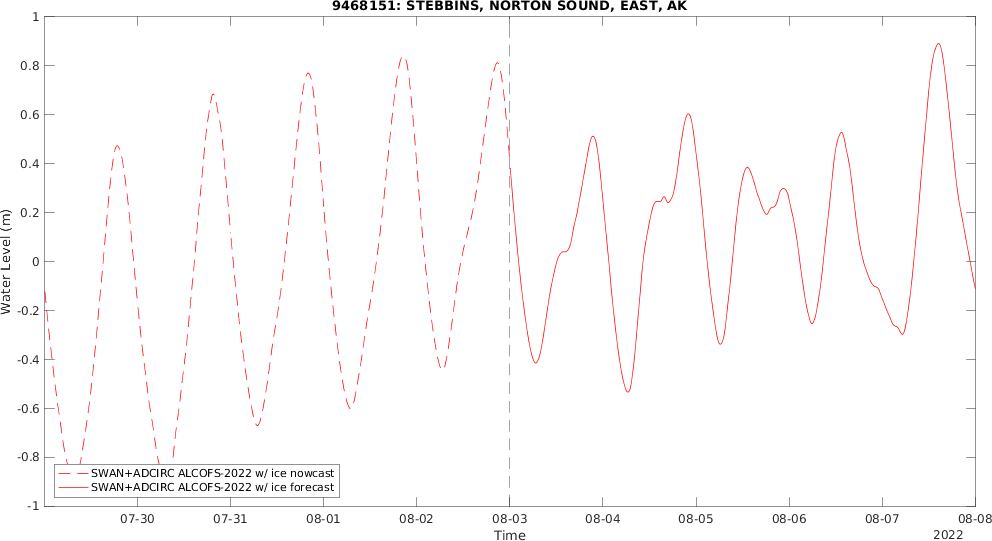 9468151: STEBBINS, NORTON SOUND, EAST, AK
Water Level (m)
1
0.8
0.6
0.4
0.2
0
-0.2
-0.4
-0.6
-0.8
-1
SWAN+ADCIRC ALCOFS-2022 w/ ice nowcast
SWAN+ADCIRC ALCOFS-2022 w/ ice forecast
07-30 07-31 08-01 08-02 08-03 08-04 08-05 08-06 08-07 08-08
Time
2022